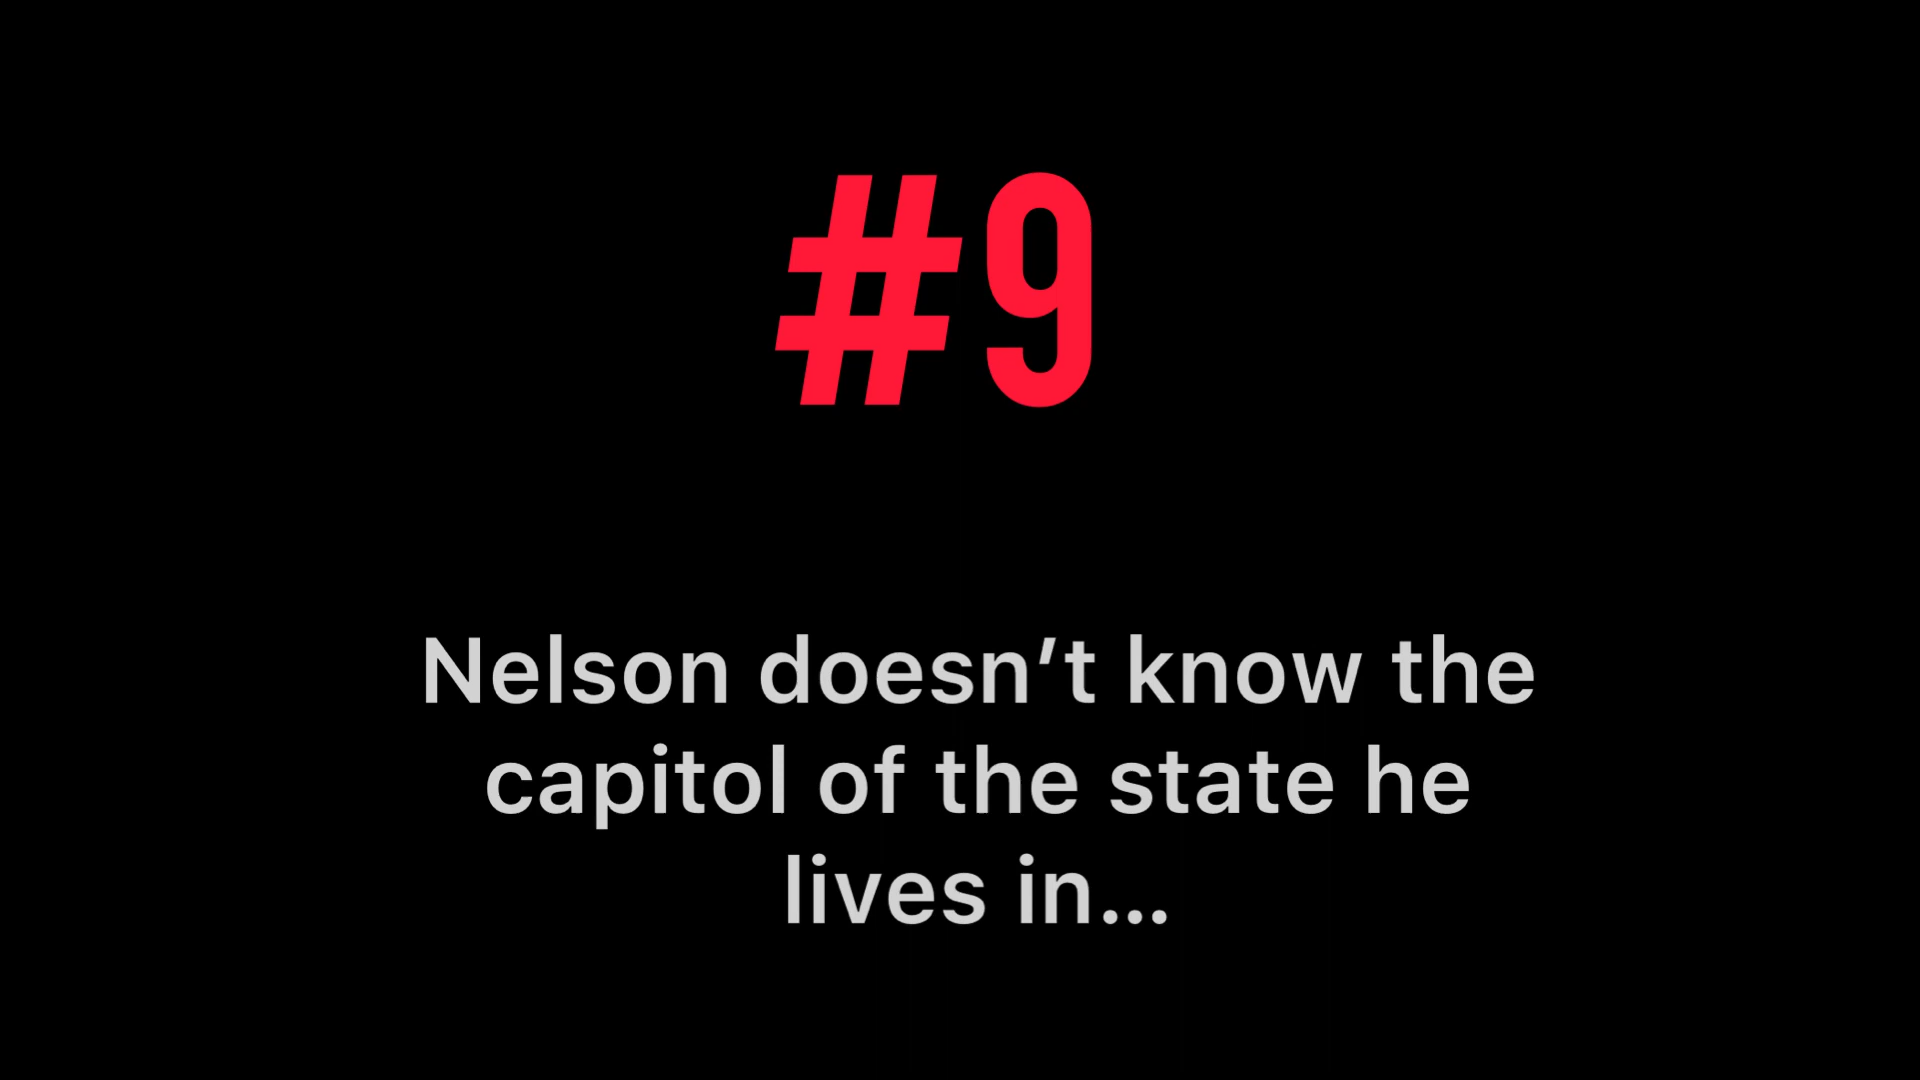 #9
Nelson doesn’t know the
capitol of the state he
lives in...